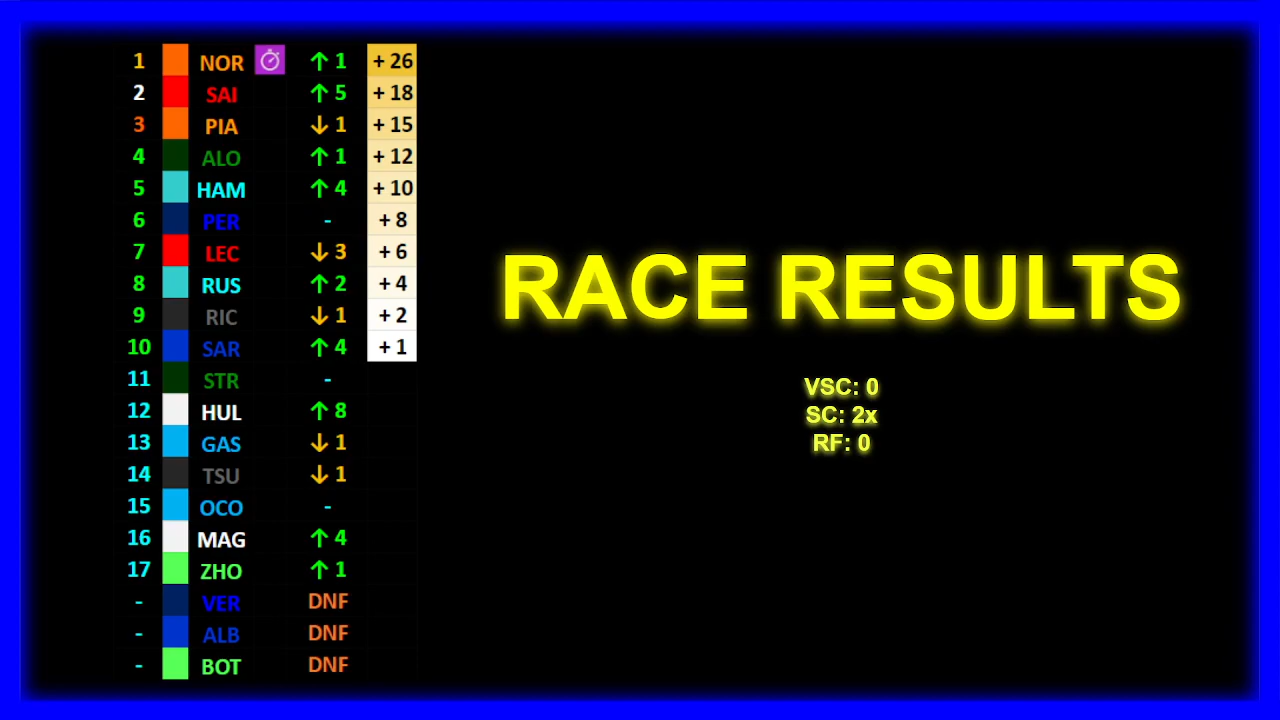 1 NOR ↑ 1 + 26
2 SAI ↑ 5 + 18
3 PIA ↓ 1 + 15
4 ALO ↑ 1 + 12
5 HAM ↑ 4 + 10
6 PER - + 8
7 LEC ↓ 3 + 6
8 RUS ↑ 2 + 4
9 RIC ↓ 1 + 2
10 SAR ↑ 4 + 1
11 STR -
12 HUL ↑ 8
13 GAS ↓ 1
14 TSU ↓ 1
15 OCO -
16 MAG ↑ 4
17 ZHO ↑ 1
- VER DNF
- ALB DNF
- BOT DNF
RACE RESULTS
VSC: 0
SC: 2x
RF: 0